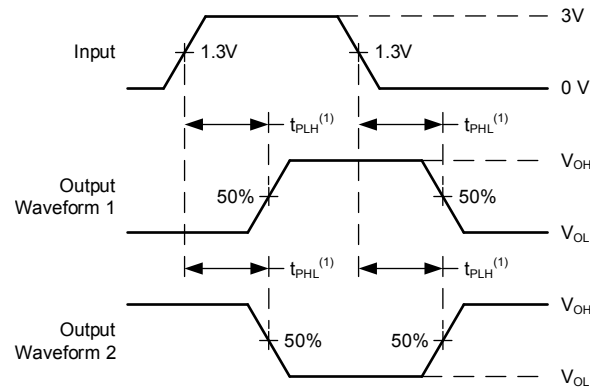 3V
Input
1.3V
1.3V
0 V
tPLH(1)
tPHL(1)
VOH
Output
Waveform 1
50%
50%
VOL
tPHL(1)
tPLH(1)
VOH
Output
Waveform 2
50%
50%
VOL